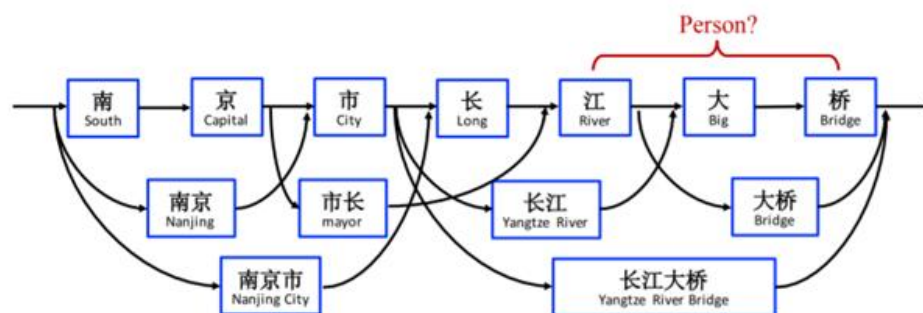 Person?
南
South
京
Capital
市
City
长
Long
江
River
大
Big
桥
Bridge
南京
Nanjing
市长
mayor
长江
Yangtze River
大桥
Bridge
南京市
Nanjing City
长江大桥
Yangtze River Bridge